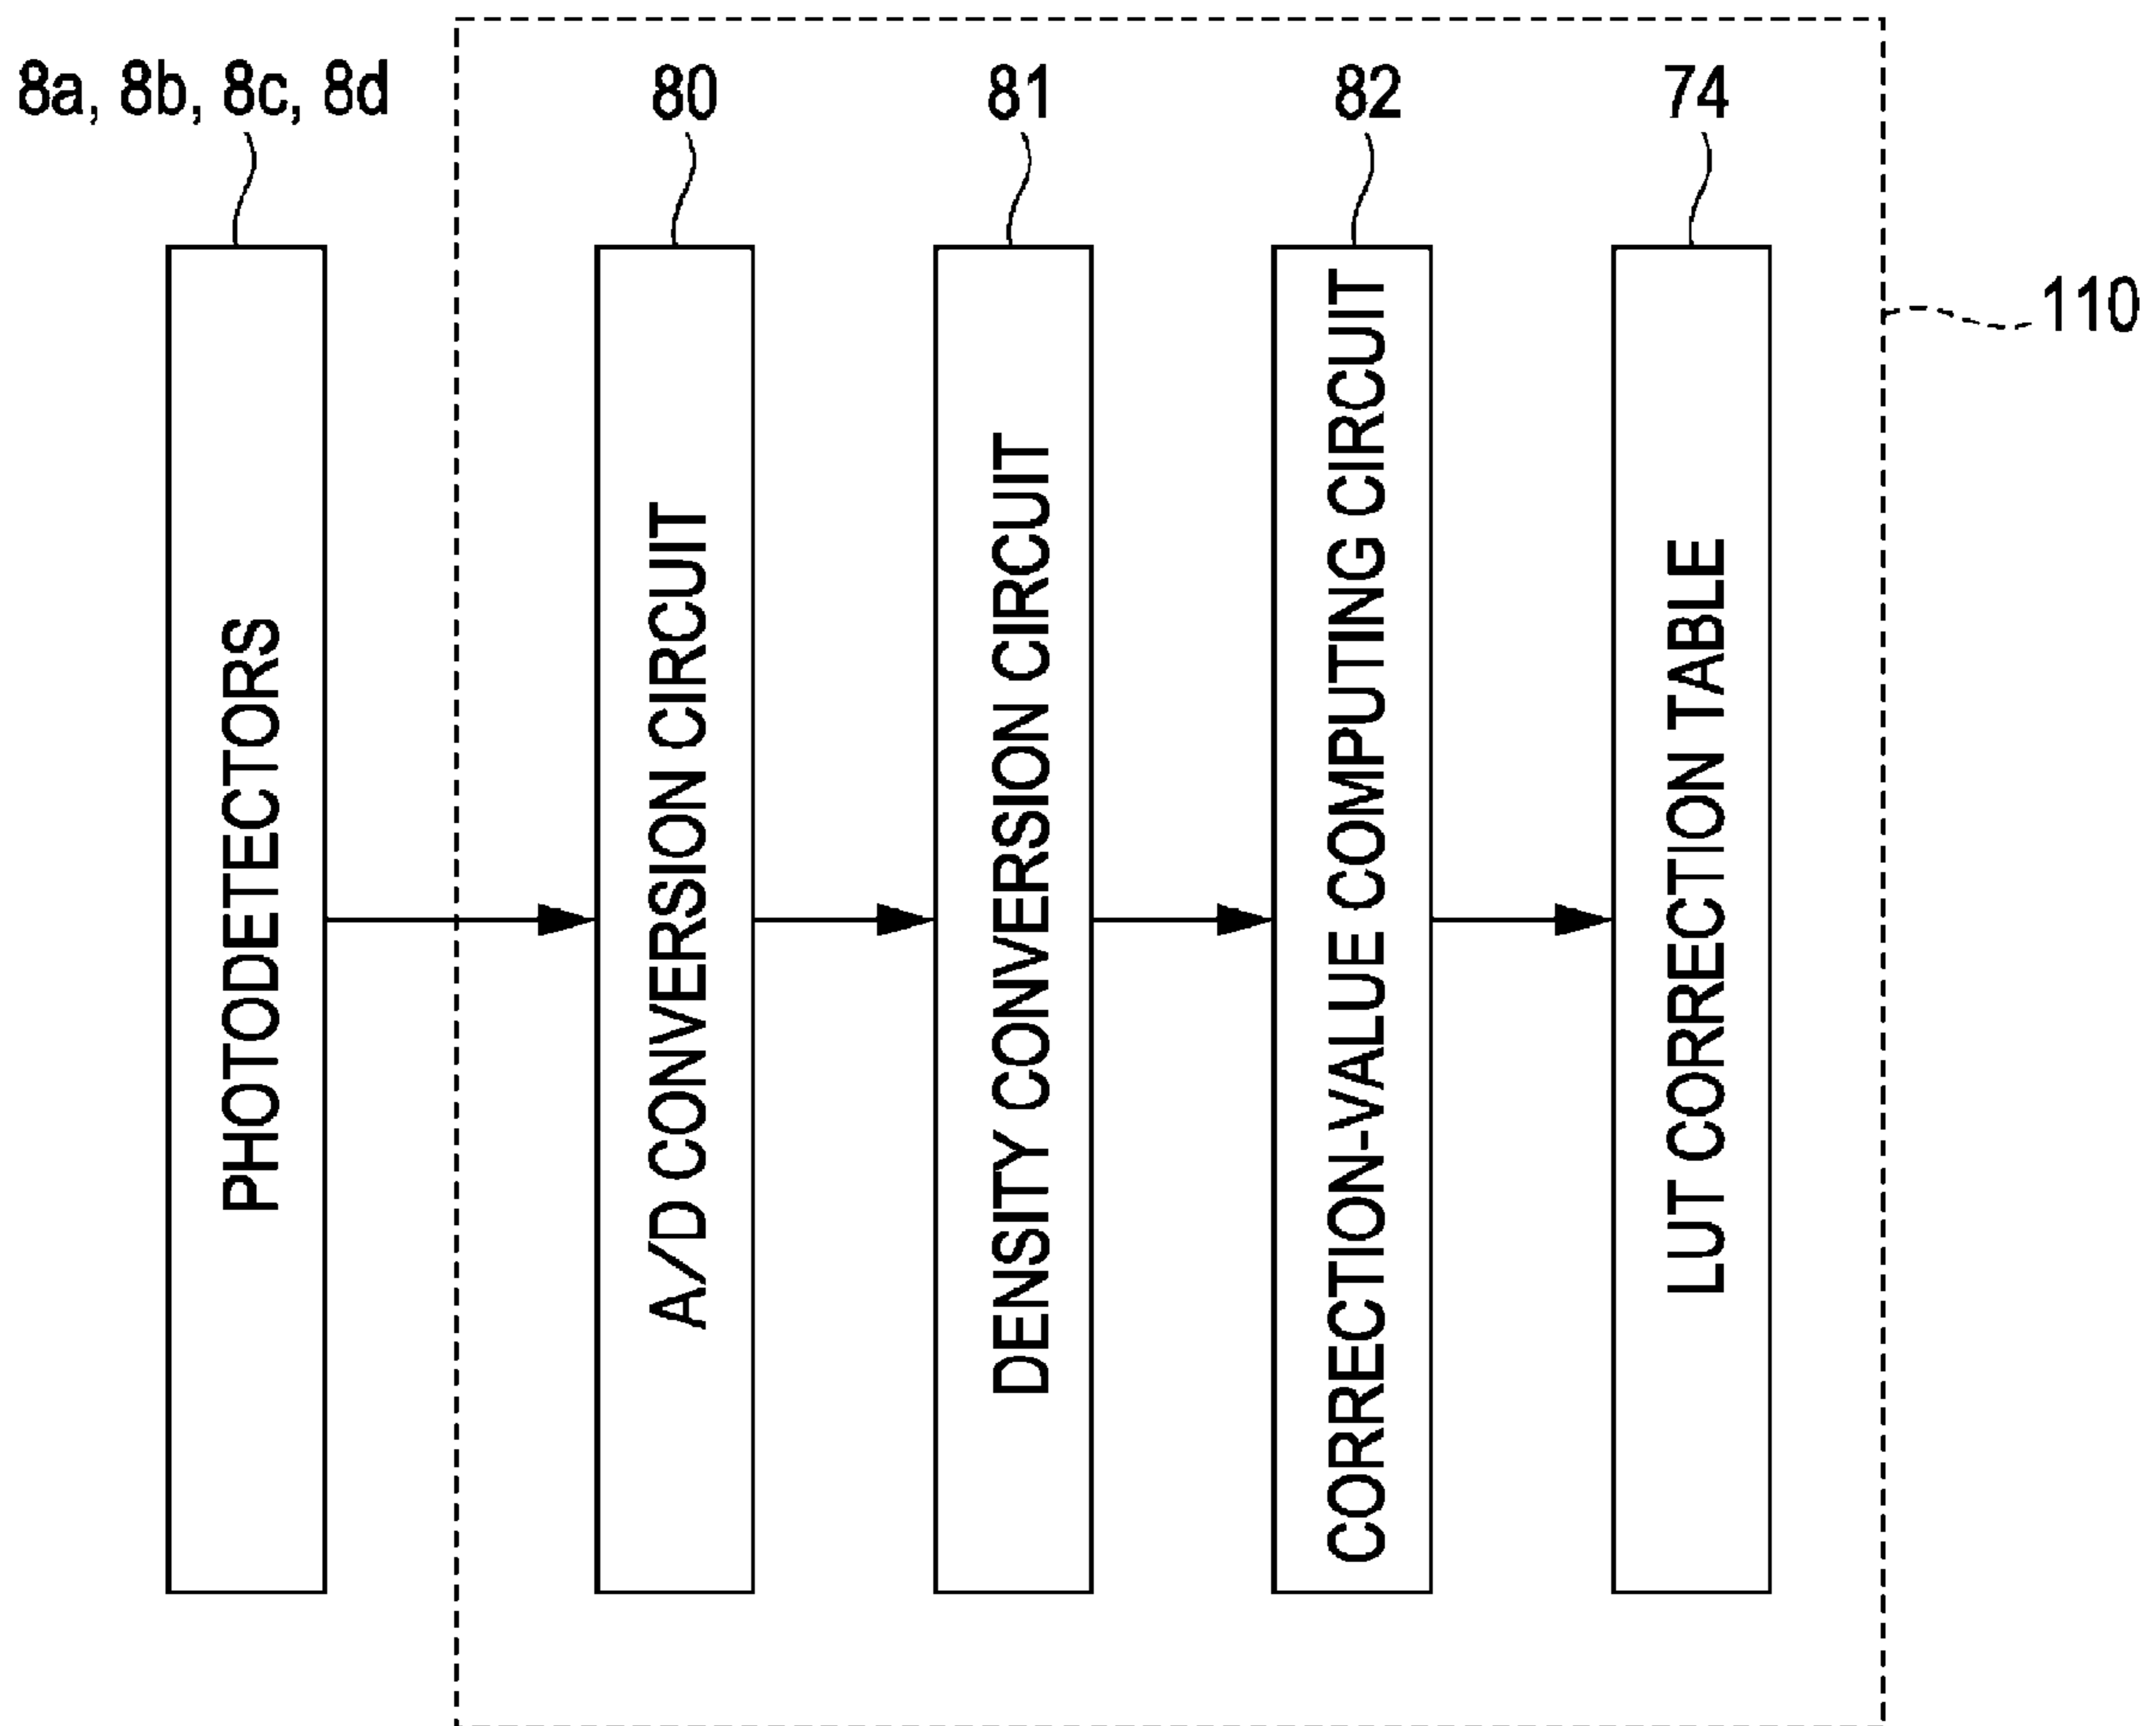 8a, 8b, 8c, 8d
80
81
82
74
110
PHOTODETECTORS
A/D CONVERSION CIRCUIT
DENSITY CONVERSION CIRCUIT
CORRECTION-VALUE COMPUTING CIRCUIT
LUT CORRECTION TABLE